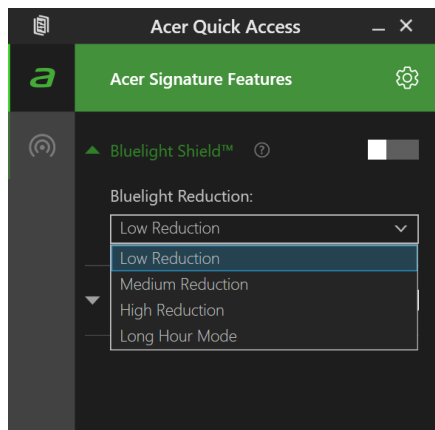 Acer Quick Access
a
Acer Signature Features
Bluelight Shield™ ?
Bluelight Reduction:
Low Reduction
Low Reduction
Medium Reduction
High Reduction
Long Hour Mode